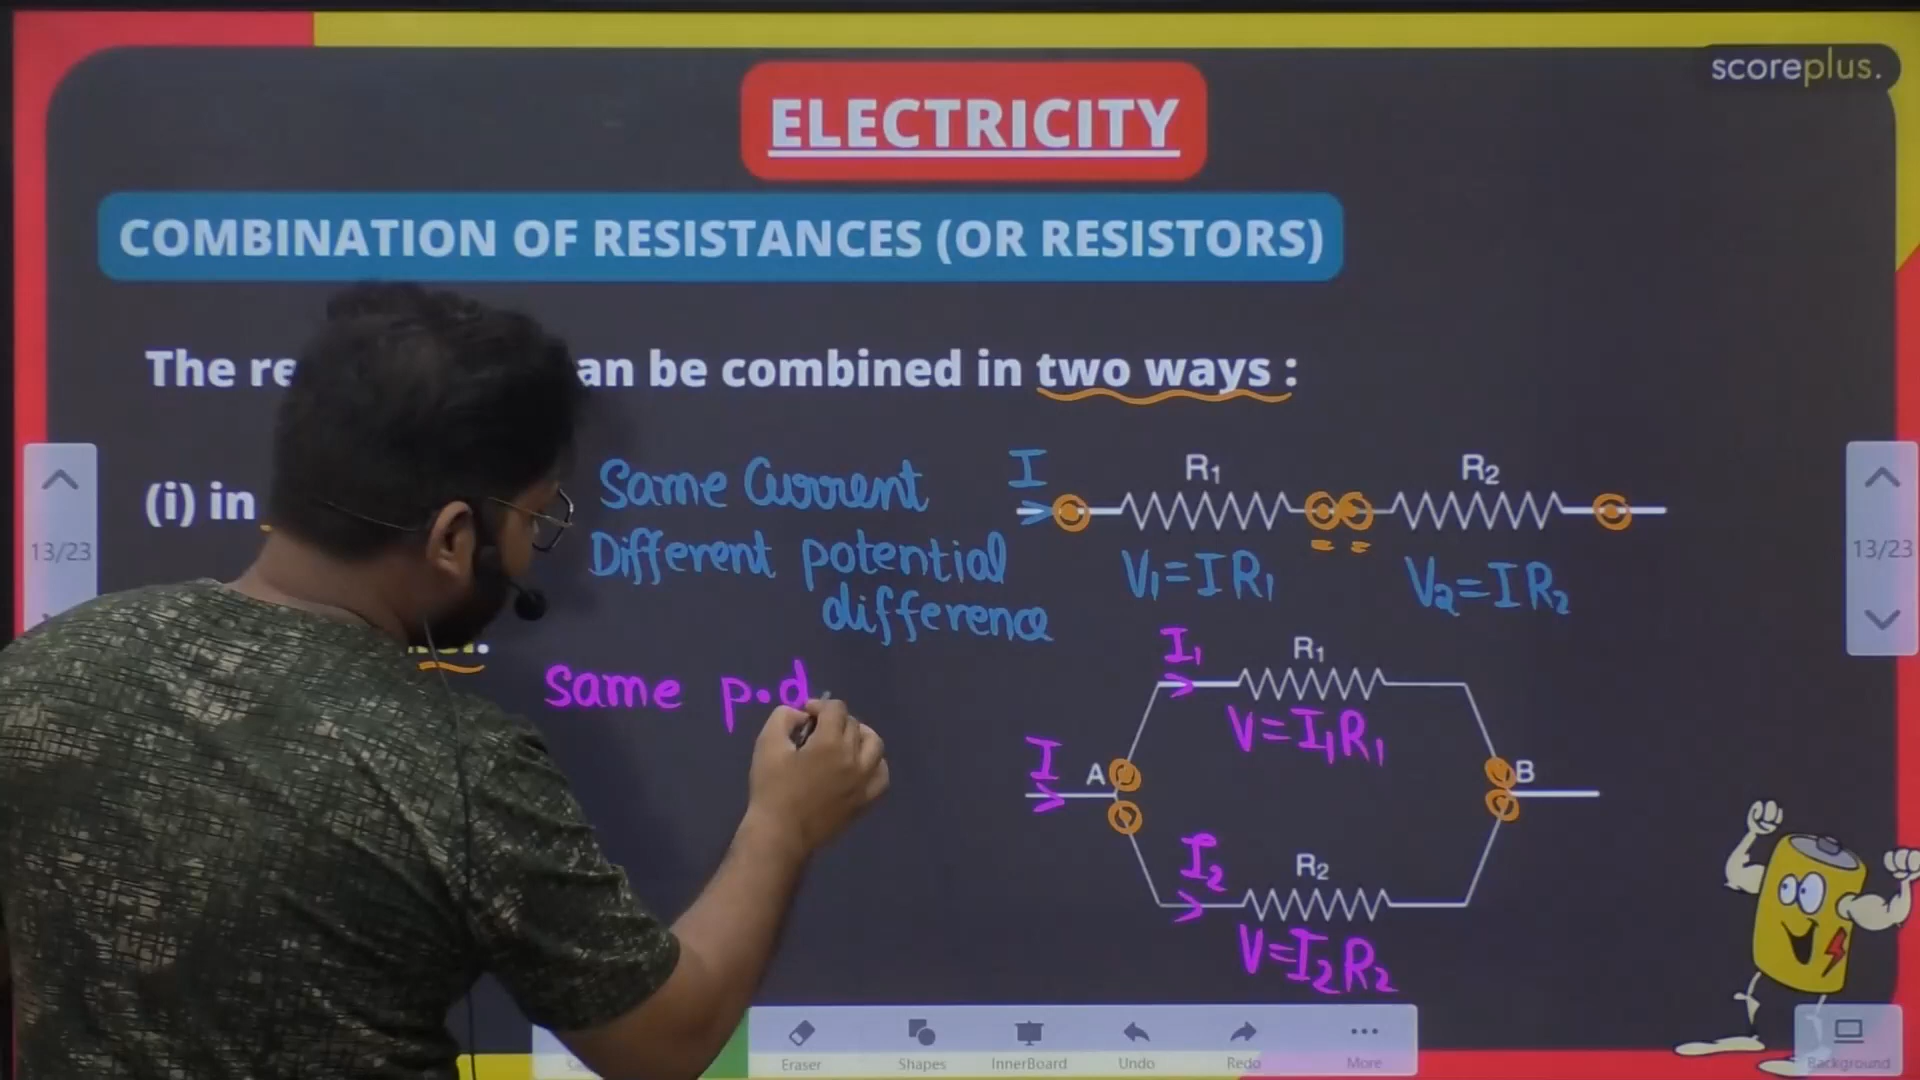 scoreplus.
ELECTRICITY
COMBINATION OF RESISTANCES (OR RESISTORS)
The re an be combined in two ways :
(i) in
Same Current
Different potential
difference
I
R1
R2
V1=IR1
V2=IR2
13/23
13/23
Same p.d
I1
R1
V=I1R1
I
A
B
I2
R2
V=I2R2
Eraser
Shapes
InnerBoard
Undo
Redo
More
Background